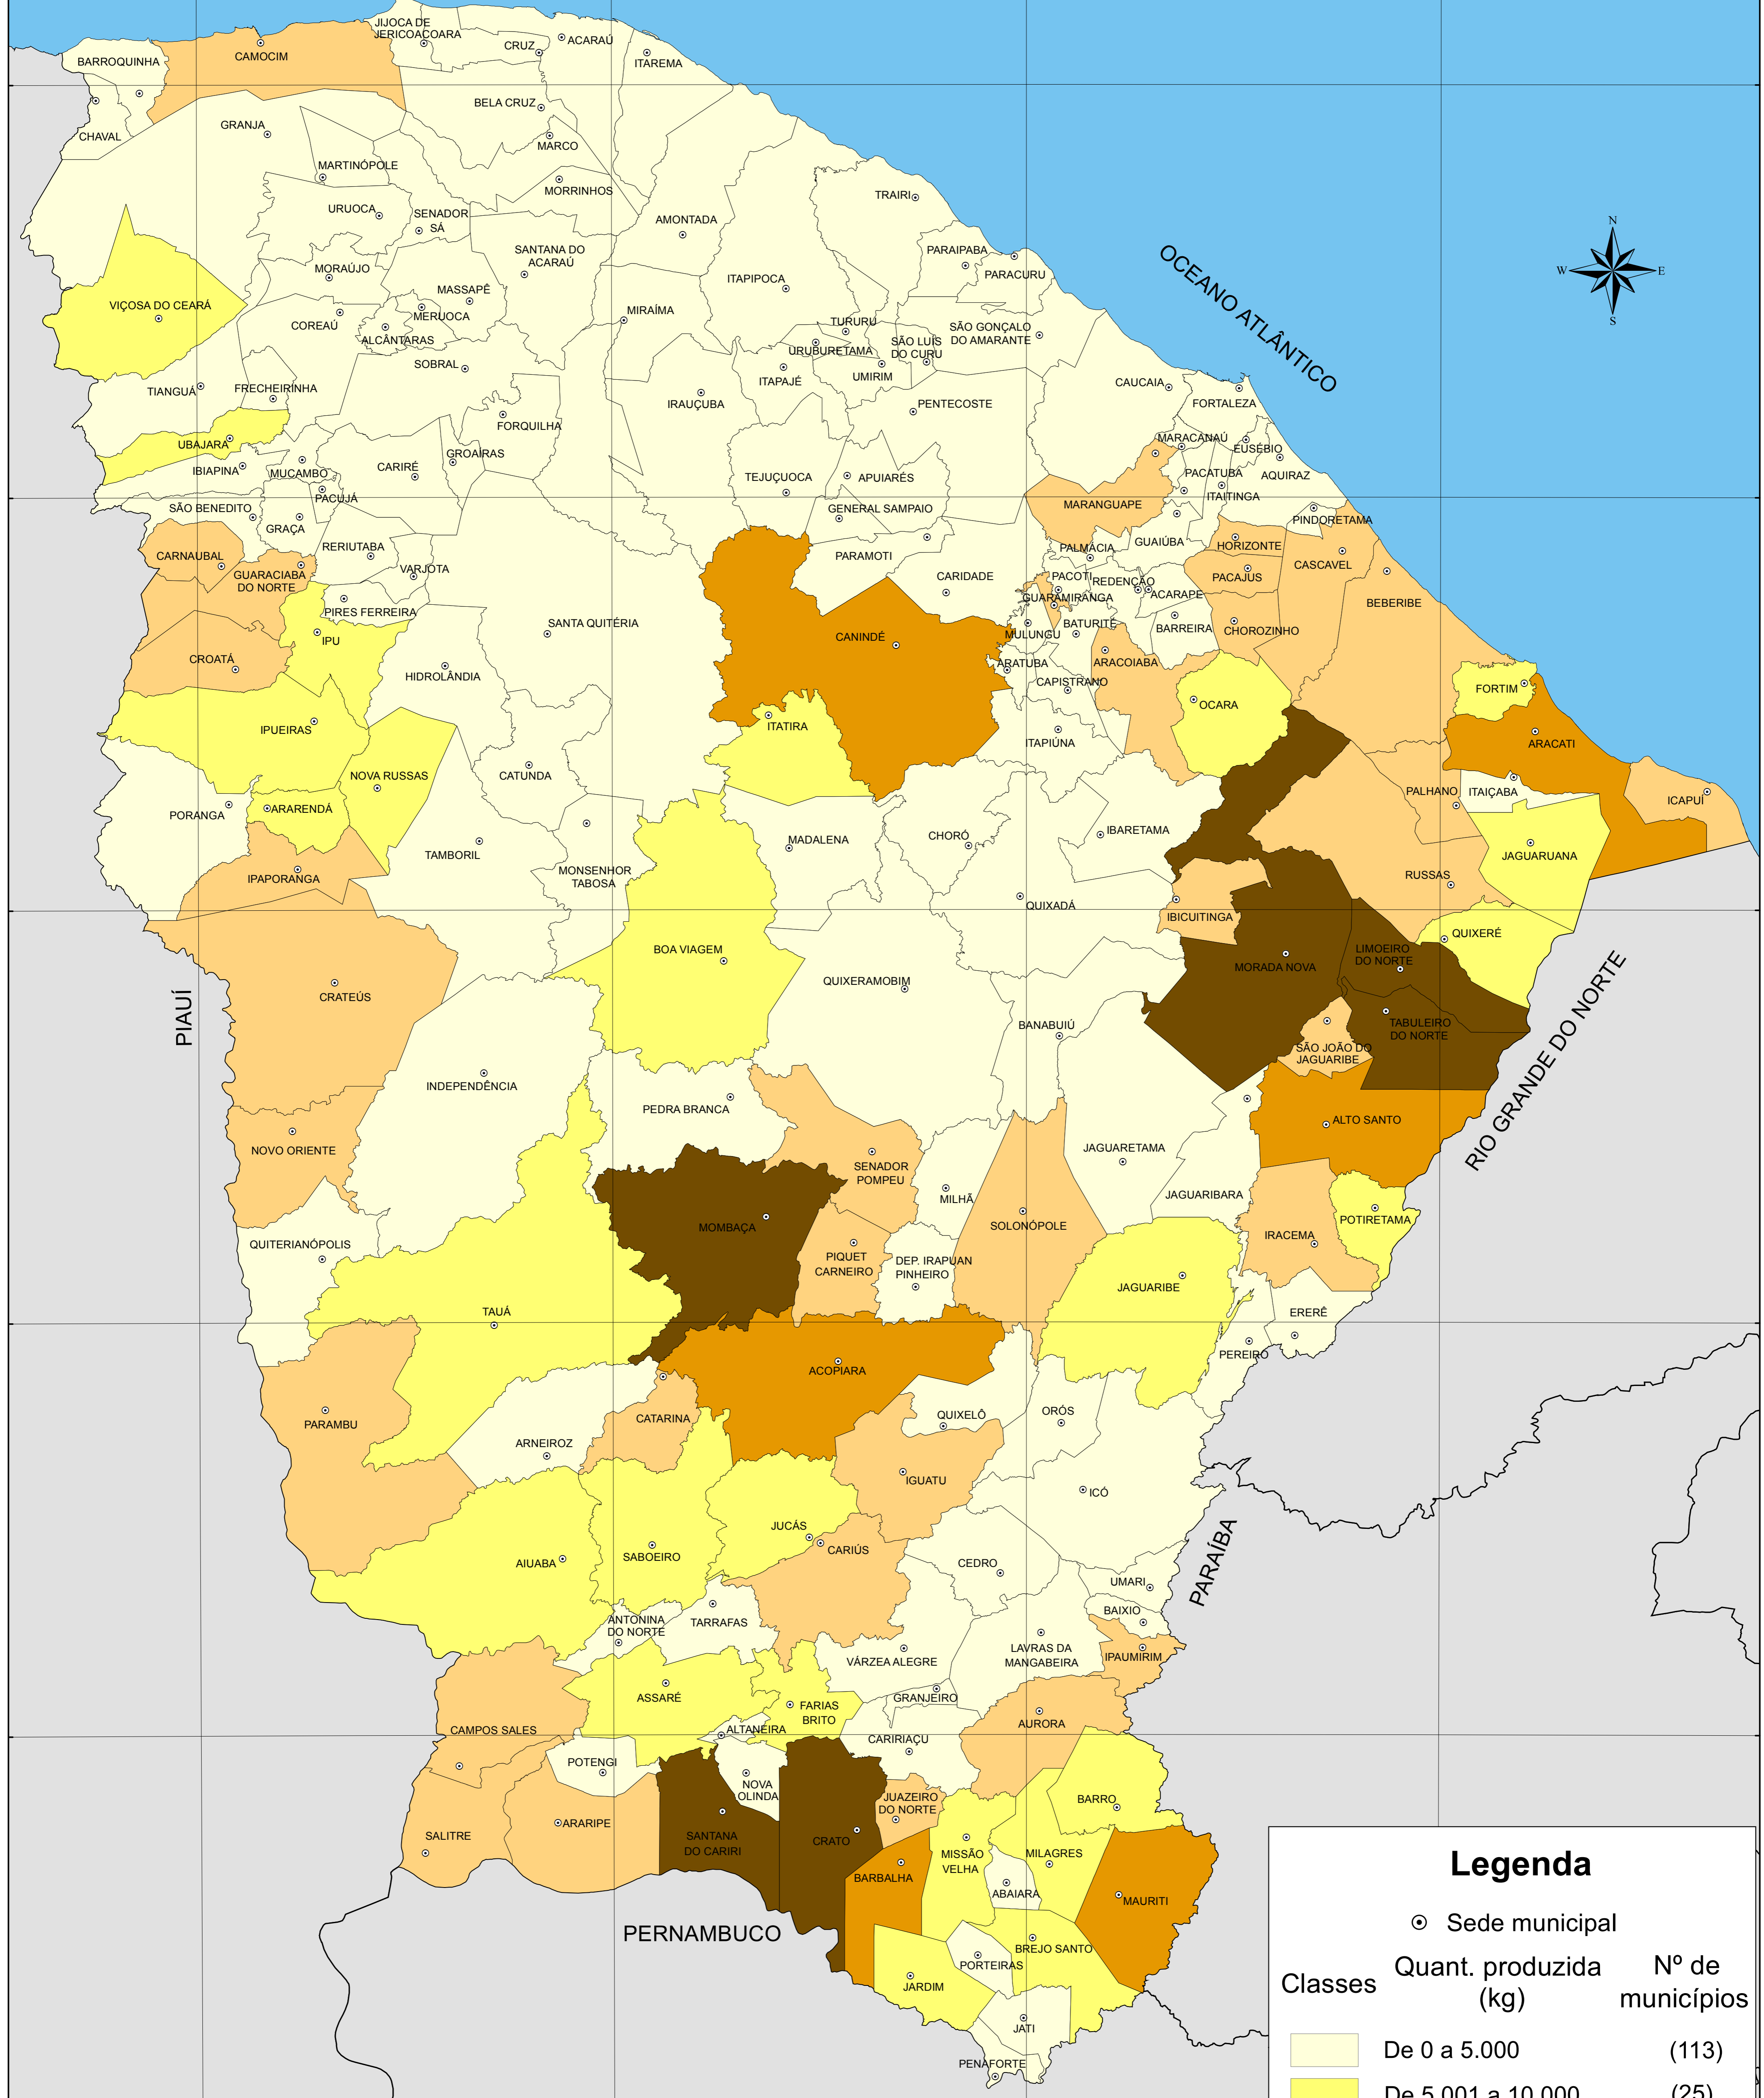 JIJOCA DE
JERICOACOARA
CRUZ
ACARAÚ
CAMOCIM
BARROQUINHA
ITAREMA
BELA CRUZ
CHAVAL
GRANJA
MARCO
MARTINÓPOLE
MORRINHOS
TRAIRI
URUOCA
SENADOR
SÁ
AMONTADA
N
W
E
S
SANTANA DO
ACARAÚ
PARAIPABA
PARACURU
OCEANO ATLÂNTICO
MORAÚJO
ITAPIPOCA
MASSAPÊ
VIÇOSA DO CEARÁ
MERUOCA
MIRAÍMA
COREAÚ
TURURU
SÃO GONÇALO
DO AMARANTE
ALCÂNTARAS
URUBURETAMA
SÃO LUÍS
DO CURU
SOBRAL
ITAPAJÉ
UMIRIM
CAUCAIA
TIANGUÁ
FRECHEIRINHA
IRAUÇUBA
PENTECOSTE
FORTALEZA
FORQUILHA
UBAJARA
MARACANAÚ
EUSÉBIO
GROAÍRAS
IBIAPINA
MUCAMBO
CARIRÉ
TEJUÇUOCA
APUIARÉS
PACATUBA
AQUIRAZ
PACUJÁ
ITAITINGA
SÃO BENEDITO
GRAÇA
GENERAL SAMPAIO
MARANGUAPE
PINDORETAMA
RERIUTABA
CARNAUBAL
PARAMOTI
PALMÁCIA
GUAIÚBA
HORIZONTE
CASCAVEL
GUARACIABA
DO NORTE
VARJOTA
CARIDADE
PACOTI
REDENÇÃO
PACAJUS
GUARAMIRANGA
ACARAPE
BEBERIBE
PIRES FERREIRA
SANTA QUITÉRIA
CANINDÉ
MULUNGU
BATURITÉ
BARREIRA
CHOROZINHO
IPU
CROATÁ
HIDROLÂNDIA
ARATUBA
ARACOIABA
CAPISTRANO
OCARA
FORTIM
IPUEIRAS
ITATIRA
ITAPIÚNA
ARACATI
NOVA RUSSAS
CATUNDA
PORANGA
ARARENDÁ
PALHANO
ITAIÇABA
ICAPUÍ
TAMBORIL
MADALENA
CHORÓ
IBARETAMA
JAGUARUANA
IPAPORANGA
MONSENHOR
TABOSA
RUSSAS
QUIXADÁ
IBICUITINGA
QUIXERÉ
BOA VIAGEM
LIMOEIRO
DO NORTE
MORADA NOVA
CRATEÚS
QUIXERAMOBIM
PIAUÍ
BANABUIÚ
TABULEIRO
DO NORTE
SÃO JOÃO DO
JAGUARIBE
RIO GRANDE DO NORTE
INDEPENDÊNCIA
PEDRA BRANCA
ALTO SANTO
NOVO ORIENTE
JAGUARETAMA
SENADOR
POMPEU
MILHÃ
JAGUARIBARA
MOMBAÇA
SOLONÓPOLE
POTIRETAMA
IRACEMA
QUITERIANÓPOLIS
PIQUET
CARNEIRO
DEP. IRAPUAN
PINHEIRO
JAGUARIBE
TAUÁ
ERERÊ
PEREIRO
ACOPIARA
PARAMBU
CATARINA
QUIXELÔ
ORÓS
ARNEIROZ
IGUATU
ICÓ
JUCÁS
CARIÚS
AIUABA
SABOEIRO
CEDRO
PARAÍBA
UMARI
BAIXIO
ANTONINA
DO NORTE
TARRAFAS
LAVRAS DA
MANGABEIRA
IPAUMIRIM
VÁRZEA ALEGRE
ASSARÉ
GRANJEIRO
FARIAS
BRITO
AURORA
CAMPOS SALES
ALTANEIRA
CARIRIAÇU
POTENGI
NOVA
OLINDA
JUAZEIRO
DO NORTE
BARRO
ARARIPE
SALITRE
SANTANA
DO CARIRI
CRATO
MISSÃO
VELHA
MILAGRES
BARBALHA
ABAIARA
MAURITI
PERNAMBUCO
BREJO SANTO
PORTEIRAS
JARDIM
JATI
PENAFORTE
Legenda
Sede municipal
Classes
Quant. produzida
(kg)
Nº de
municípios
De 0 a 5.000
(113)
De 5.001 a 10.000
(25)